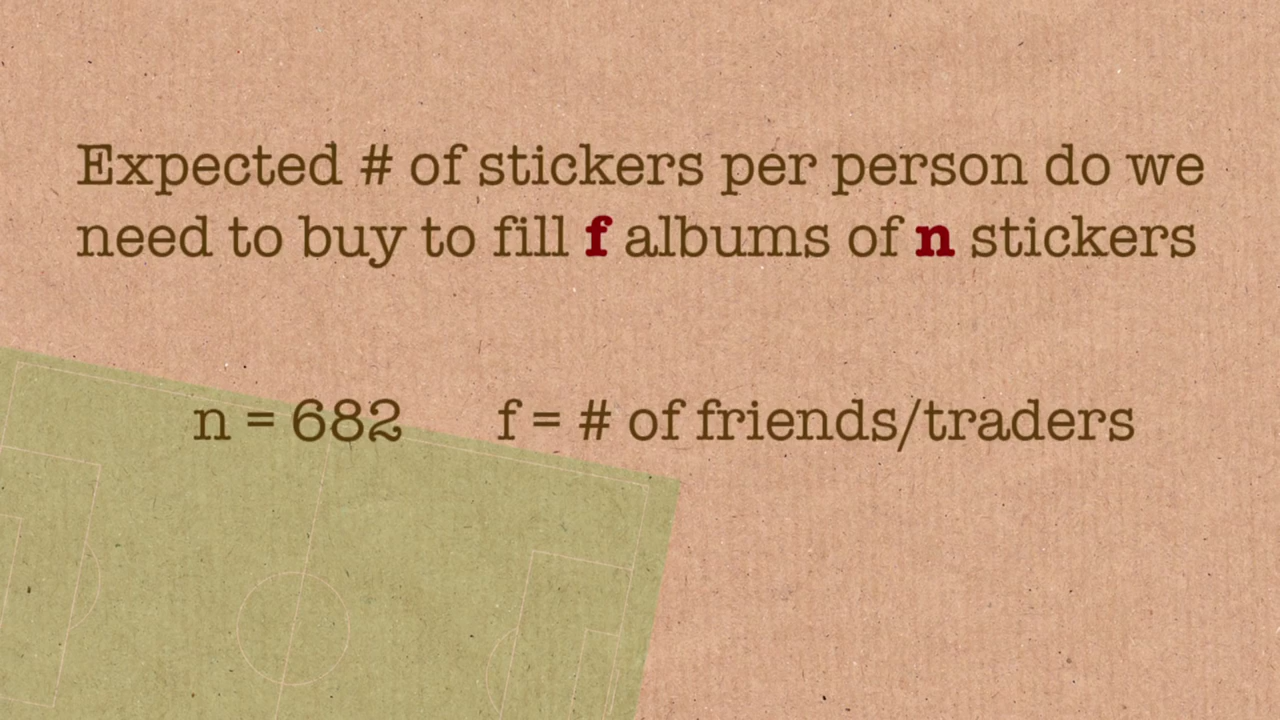 Expected # of stickers per person do we
need to buy to fill f albums of n stickers
n = 682 f = # of friends/traders